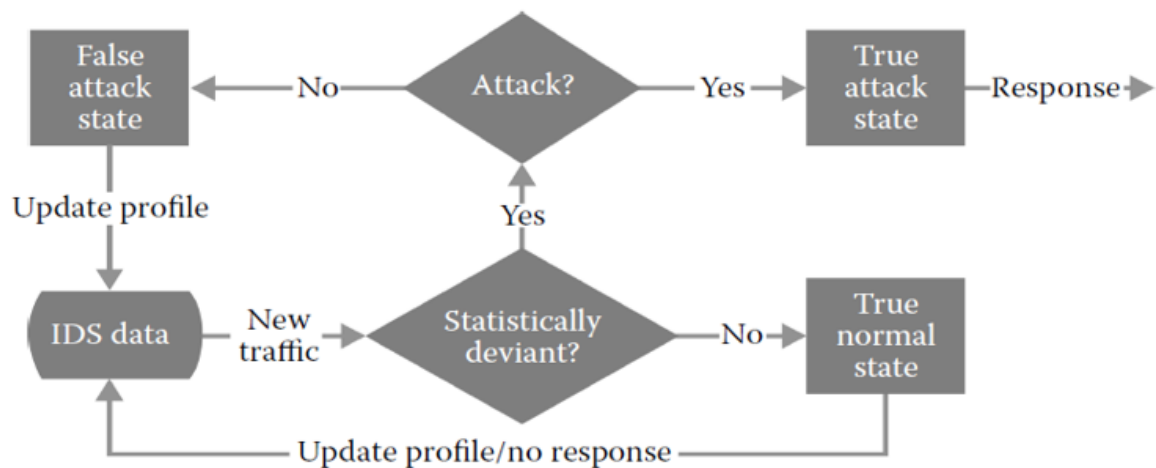 False
attack
state
No
Attack?
Yes
True
attack
state
Response
Update profile
Yes
IDS data
New
traffic
Statistically
deviant?
No
True
normal
state
Update profile/no response